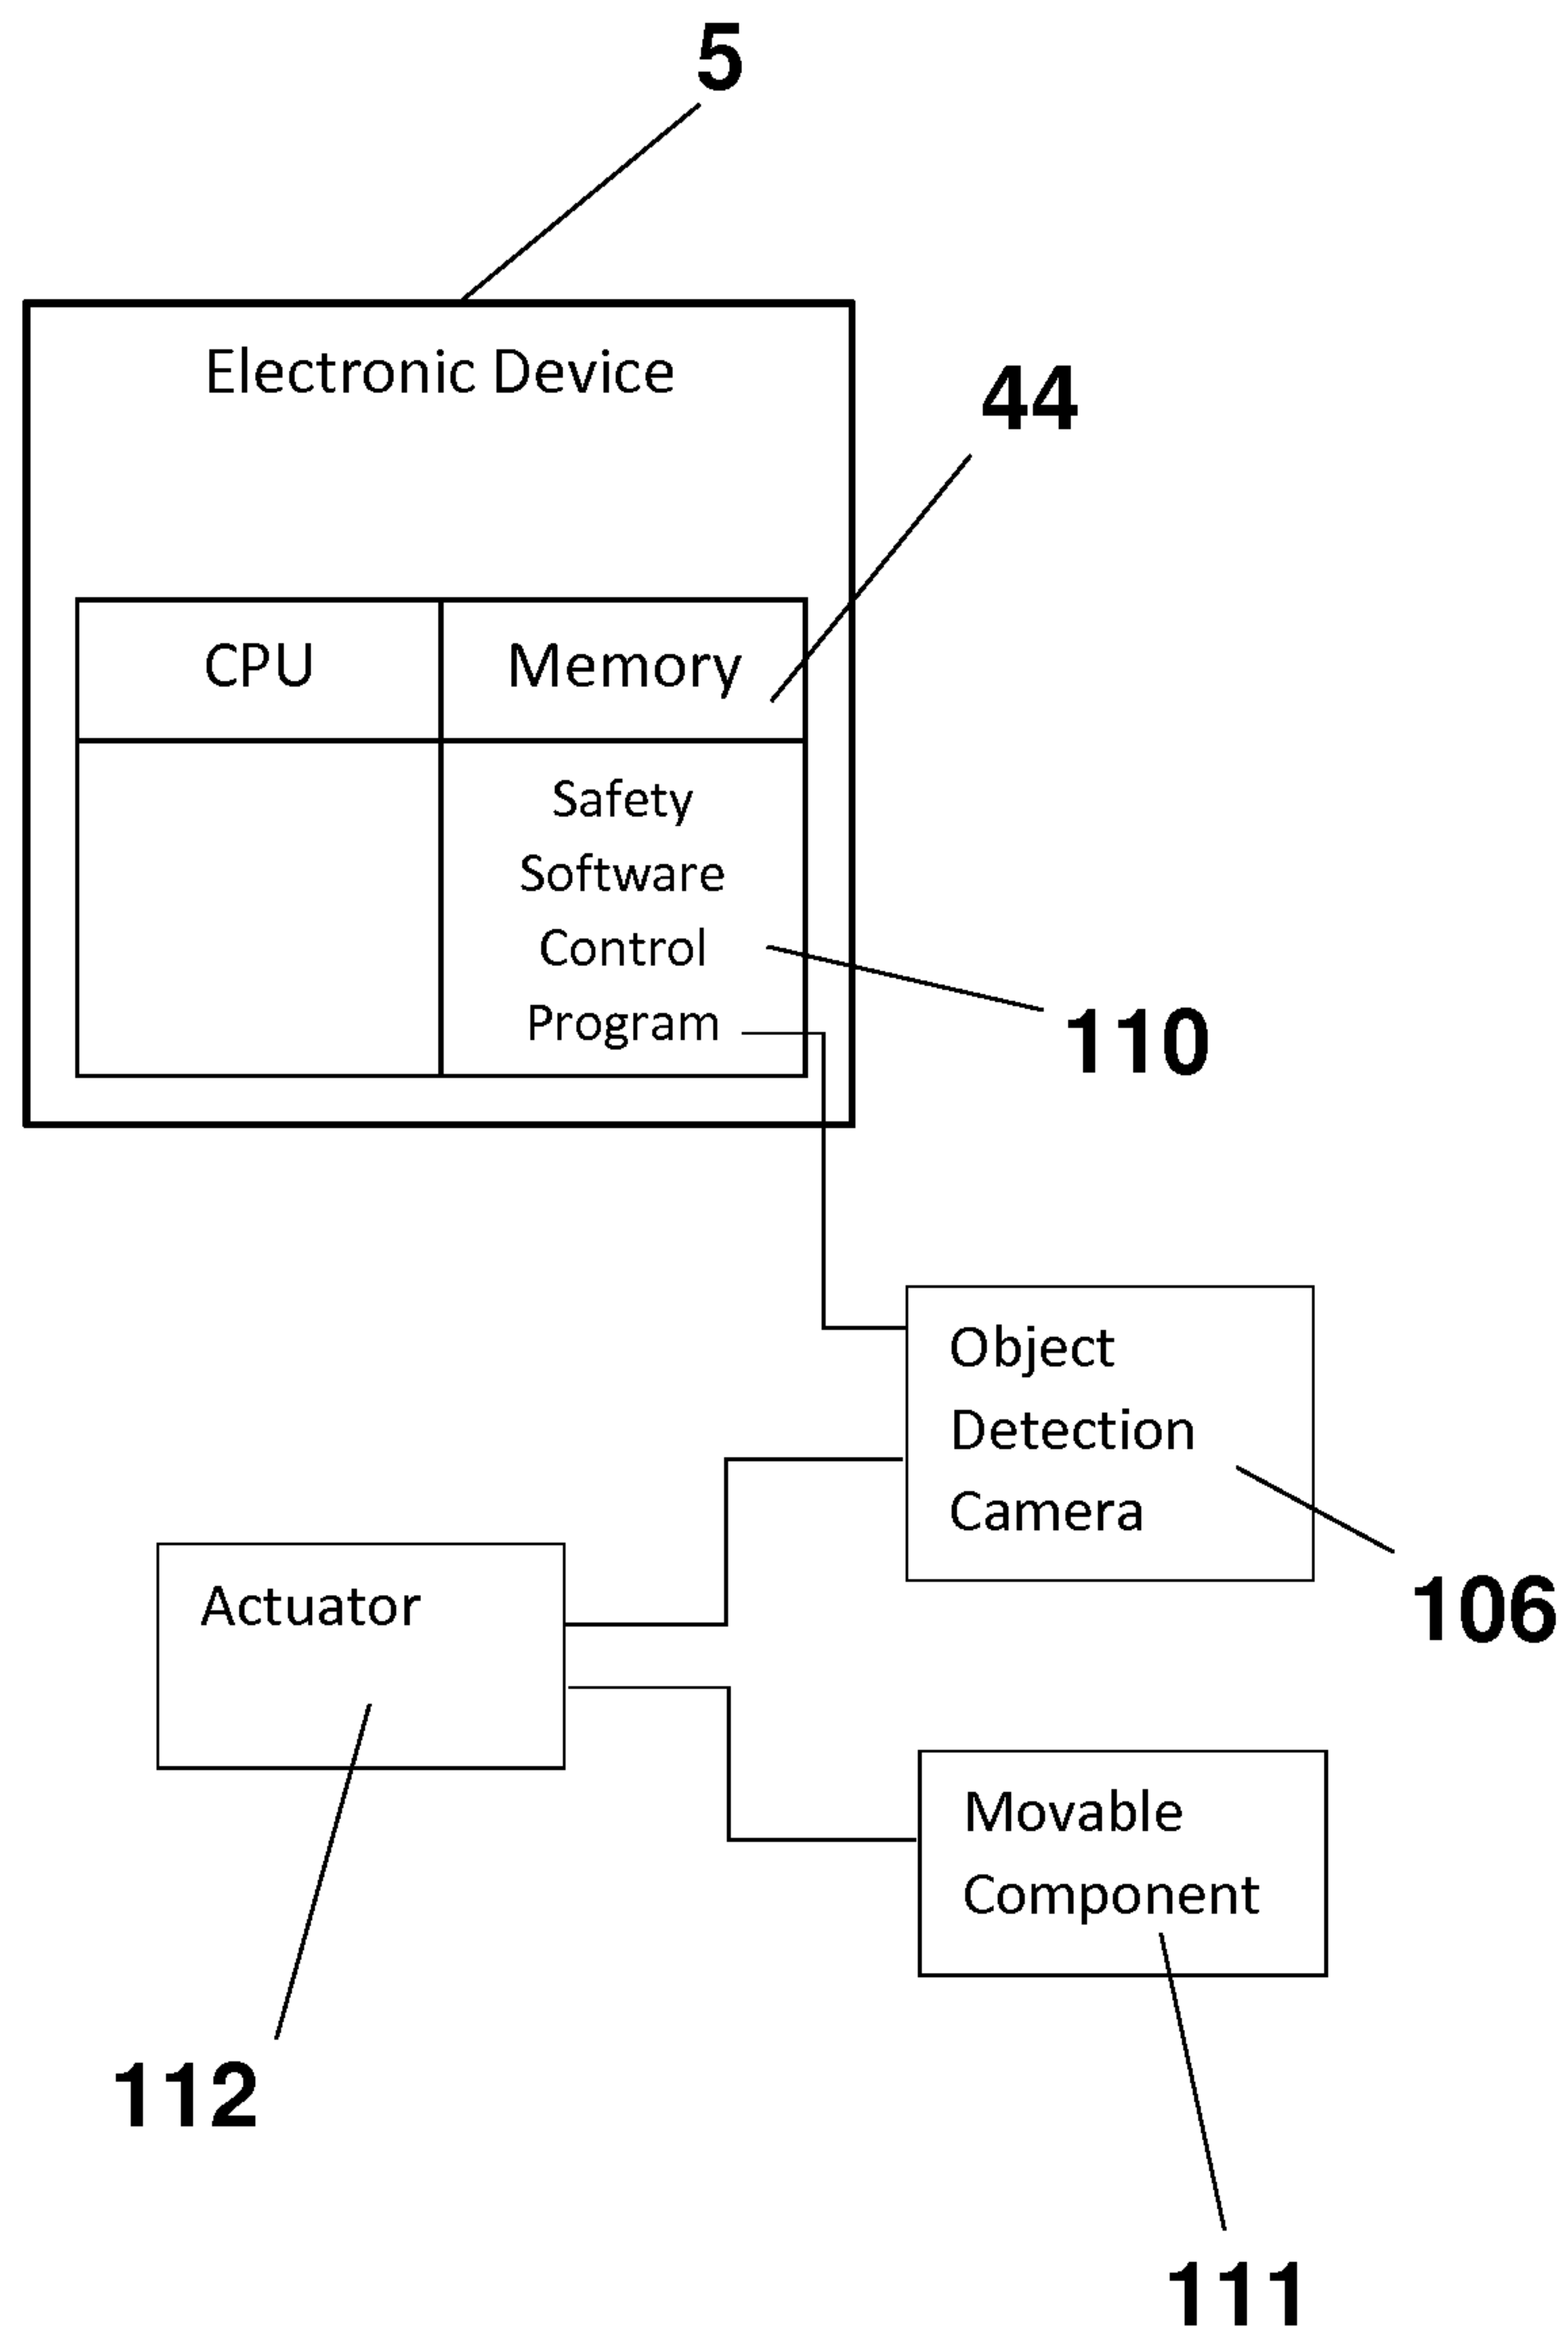 5
Electronic Device
44
CPU
Memory
Safety
Software
Control
Program
110
Object
Detection
Camera
106
Actuator
112
Movable
Component
111